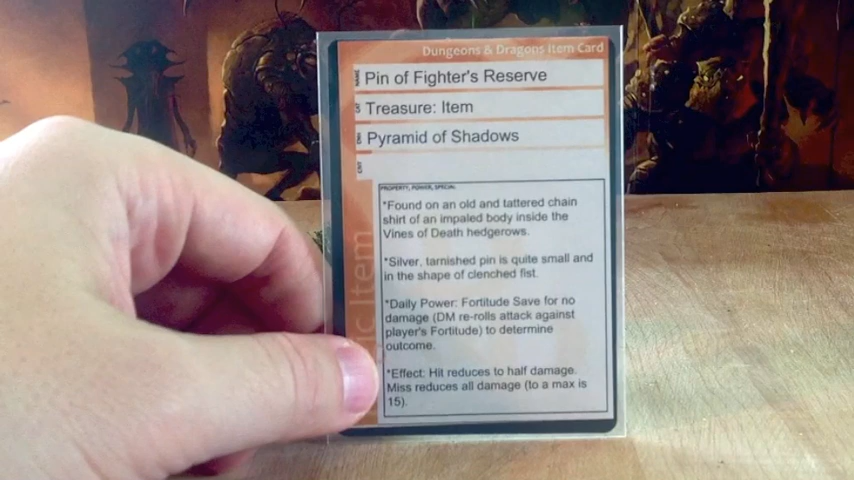 Dungeons & Dragons Item Card
NAME
Pin of Fighter's Reserve
CAT
Treasure: Item
Pyramid of Shadows
PROPERTY, POWER, SPECIAL
*Found on an old and tattered chain
shirt of an impaled body inside the
Vines of Death hedgerows.
*Silver, tarnished pin is quite small and
in the shape of clenched fist.
*Daily Power: Fortitude Save for no
damage (DM re-rolls attack against
player's Fortitude) to determine
outcome.
*Effect: Hit reduces to half damage.
Miss reduces all damage (to a max is
15).
ic Item